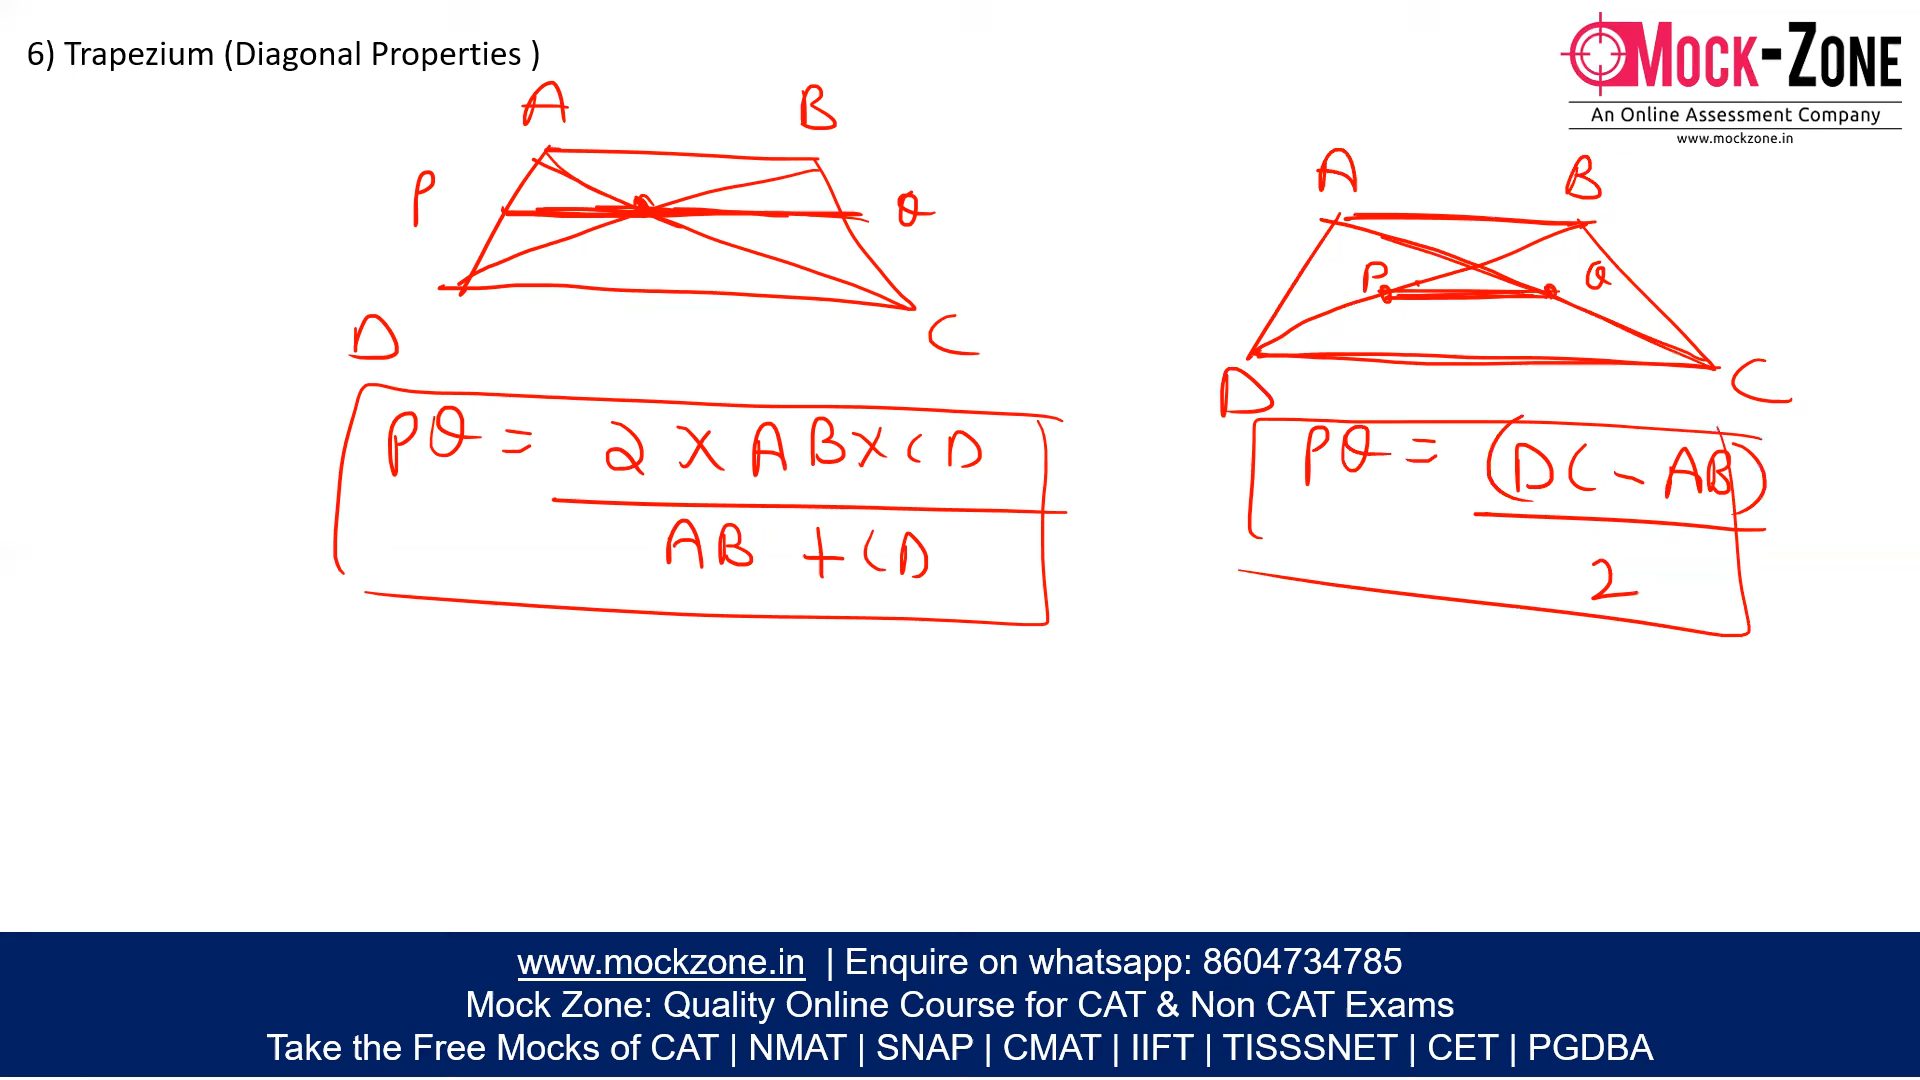 6) Trapezium (Diagonal Properties )
MOCK-ZONE
An Online Assessment Company
www.mockzone.in
A B
P Q
D C
PQ = 2 X AB X CD
AB + CD
A B
P Q
D C
PQ = (DC - AB)
2
www.mockzone.in | Enquire on whatsapp: 8604734785
Mock Zone: Quality Online Course for CAT & Non CAT Exams
Take the Free Mocks of CAT | NMAT | SNAP | CMAT | IIFT | TISSSNET | CET | PGDBA